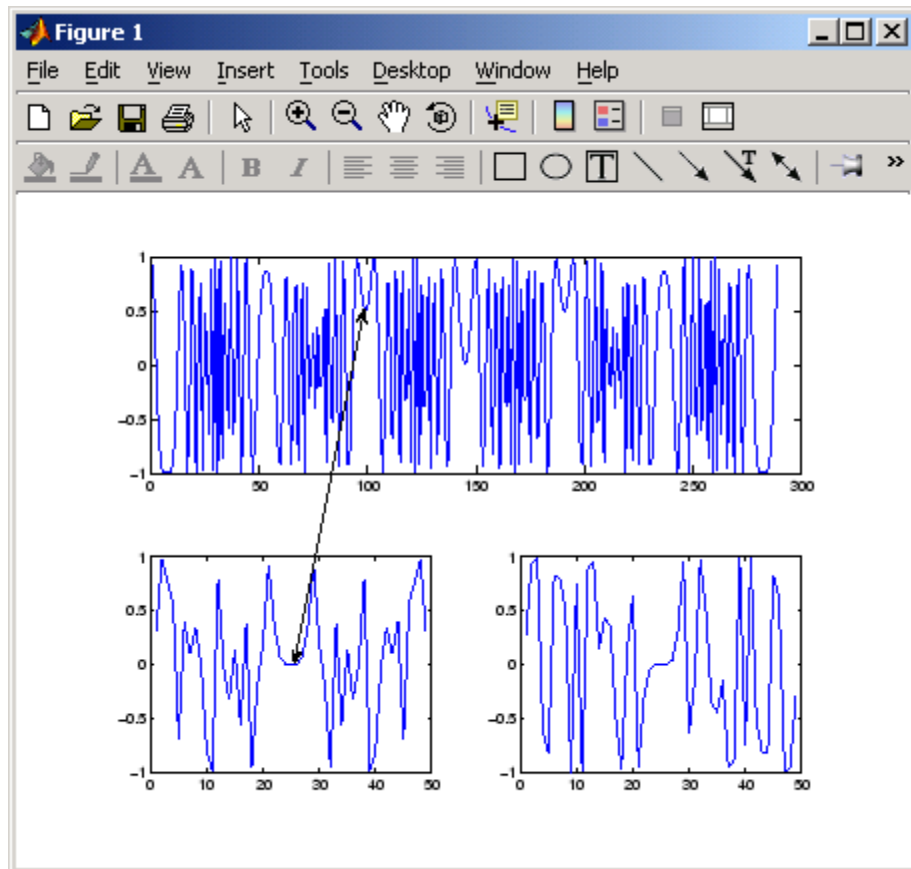 Figure 1
File Edit View Insert Tools Desktop Window Help
T T
A A B I
»
1
0.5
0
-0.5
-1
0 50 100 150 200 250 300
1 1
0.5 0.5
0 0
-0.5 -0.5
-1 -1
0 10 20 30 40 50 0 10 20 30 40 50